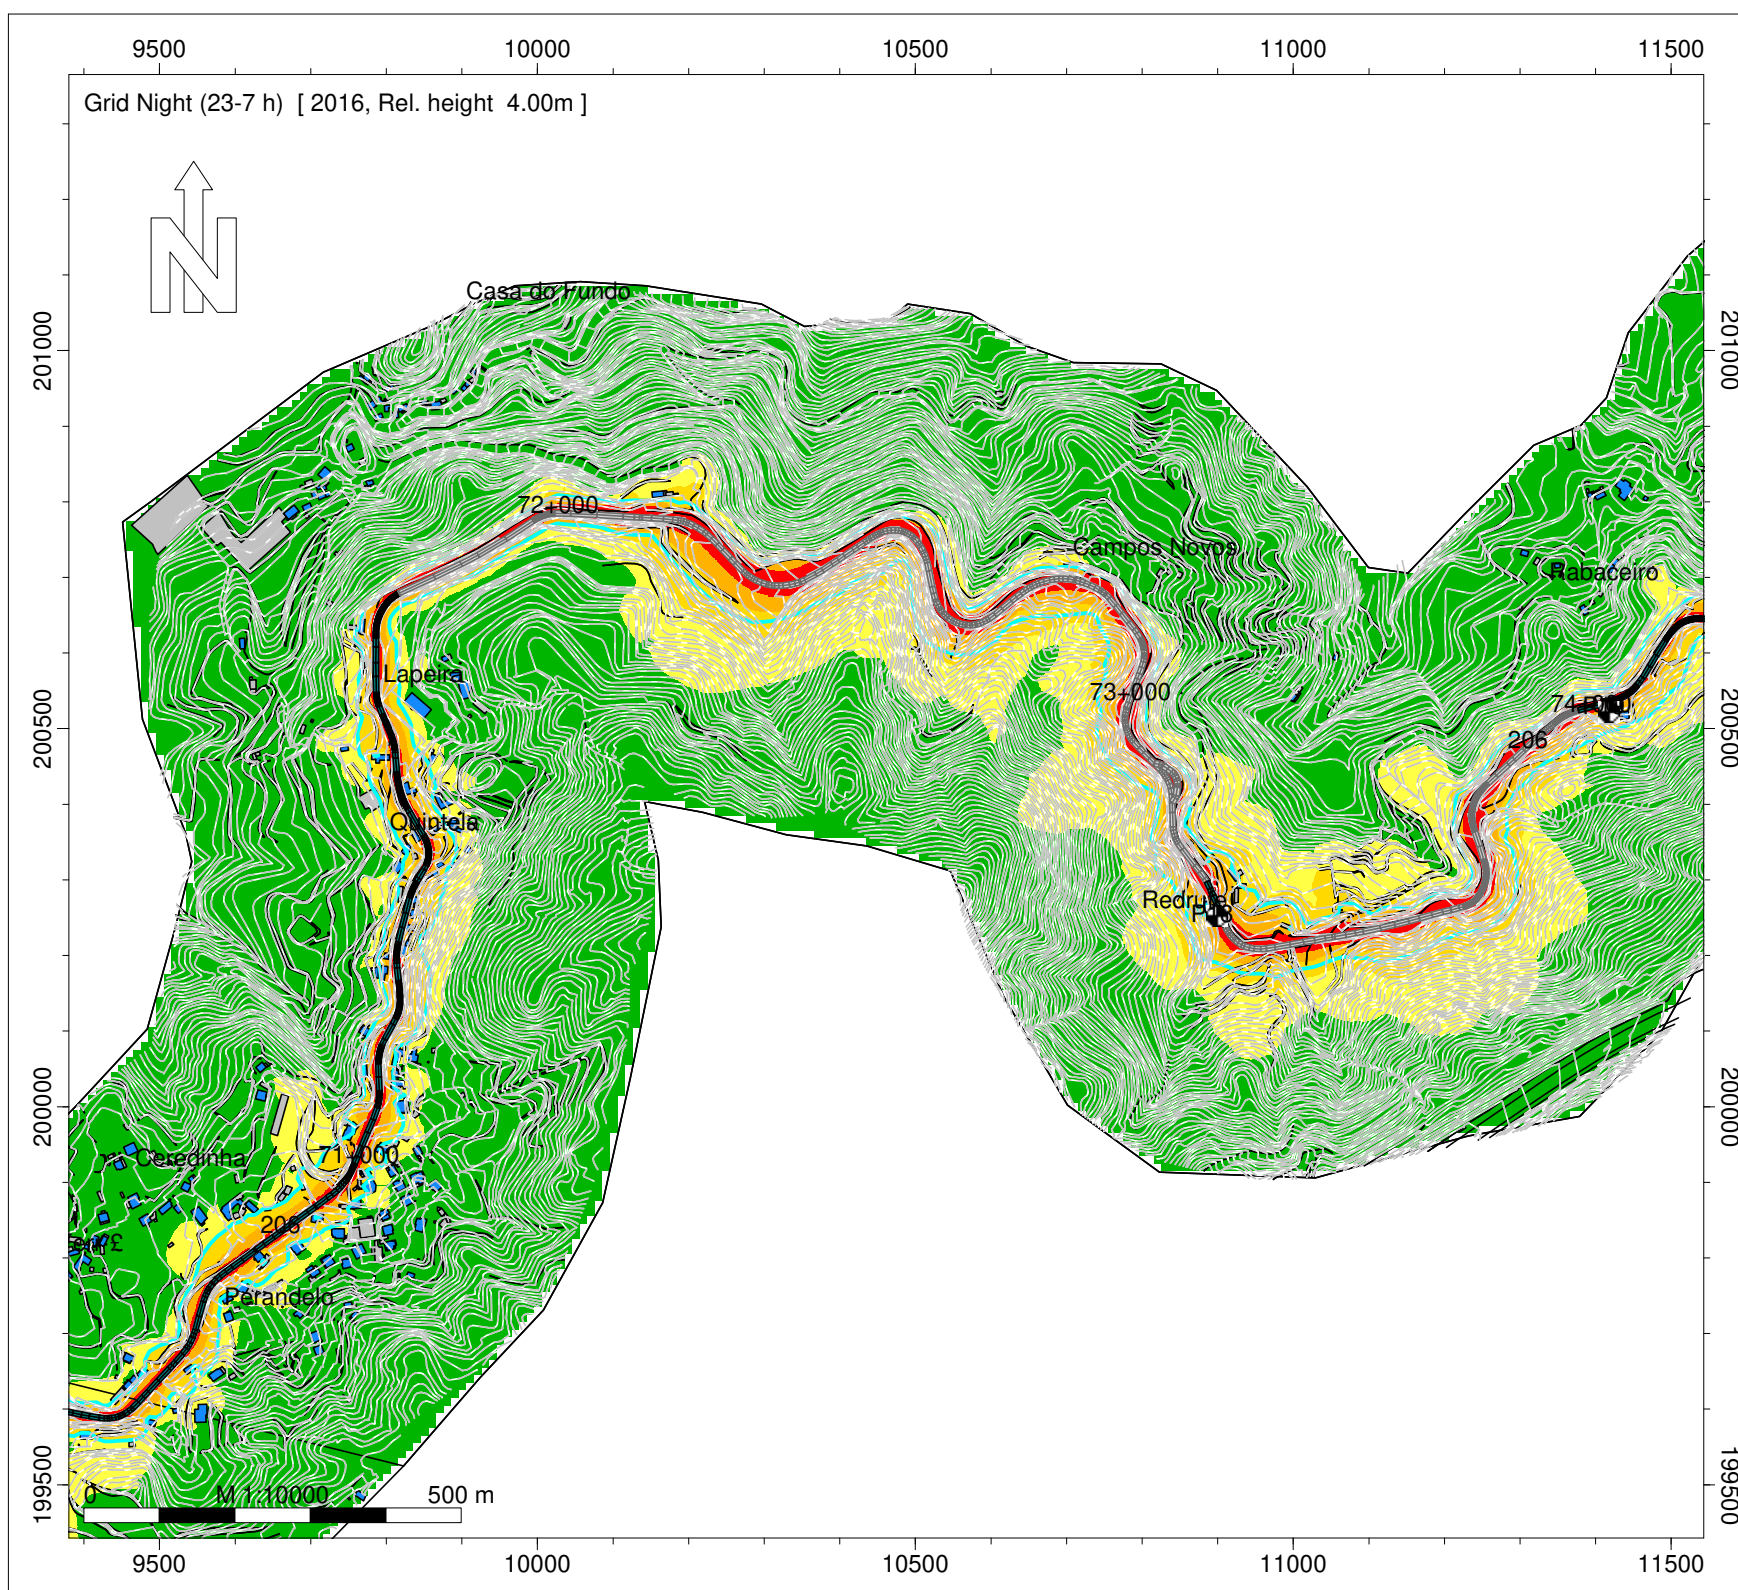 9500 10000 10500 11000 11500
Grid Night (23-7 h) [ 2016, Rel. height 4.00m ]
N
Casa do Fundo
201000 201000
72+000
Campos Novos
Rabaceiro
Lapeira
73+000
200500 200500
206
Quintela
Redrufe
200000 200000
71+000
Ceredinha
206
Perandelo
199500 199500
0 M 1:10000 500 m
9500 10000 10500 11000 11500